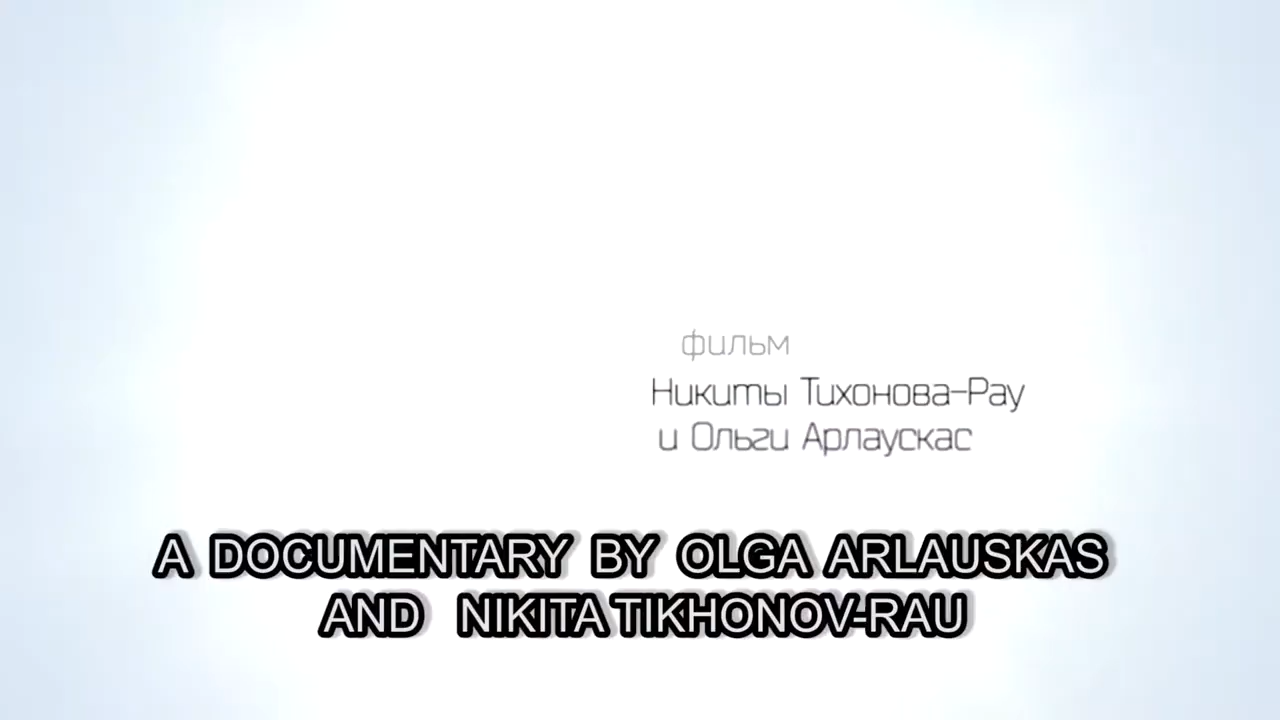 фильм
Никиты Тихонова-Рау
и Ольги Арлаускас
A DOCUMENTARY BY OLGA ARLAUSKAS
AND NIKITA TIKHONOV-RAU